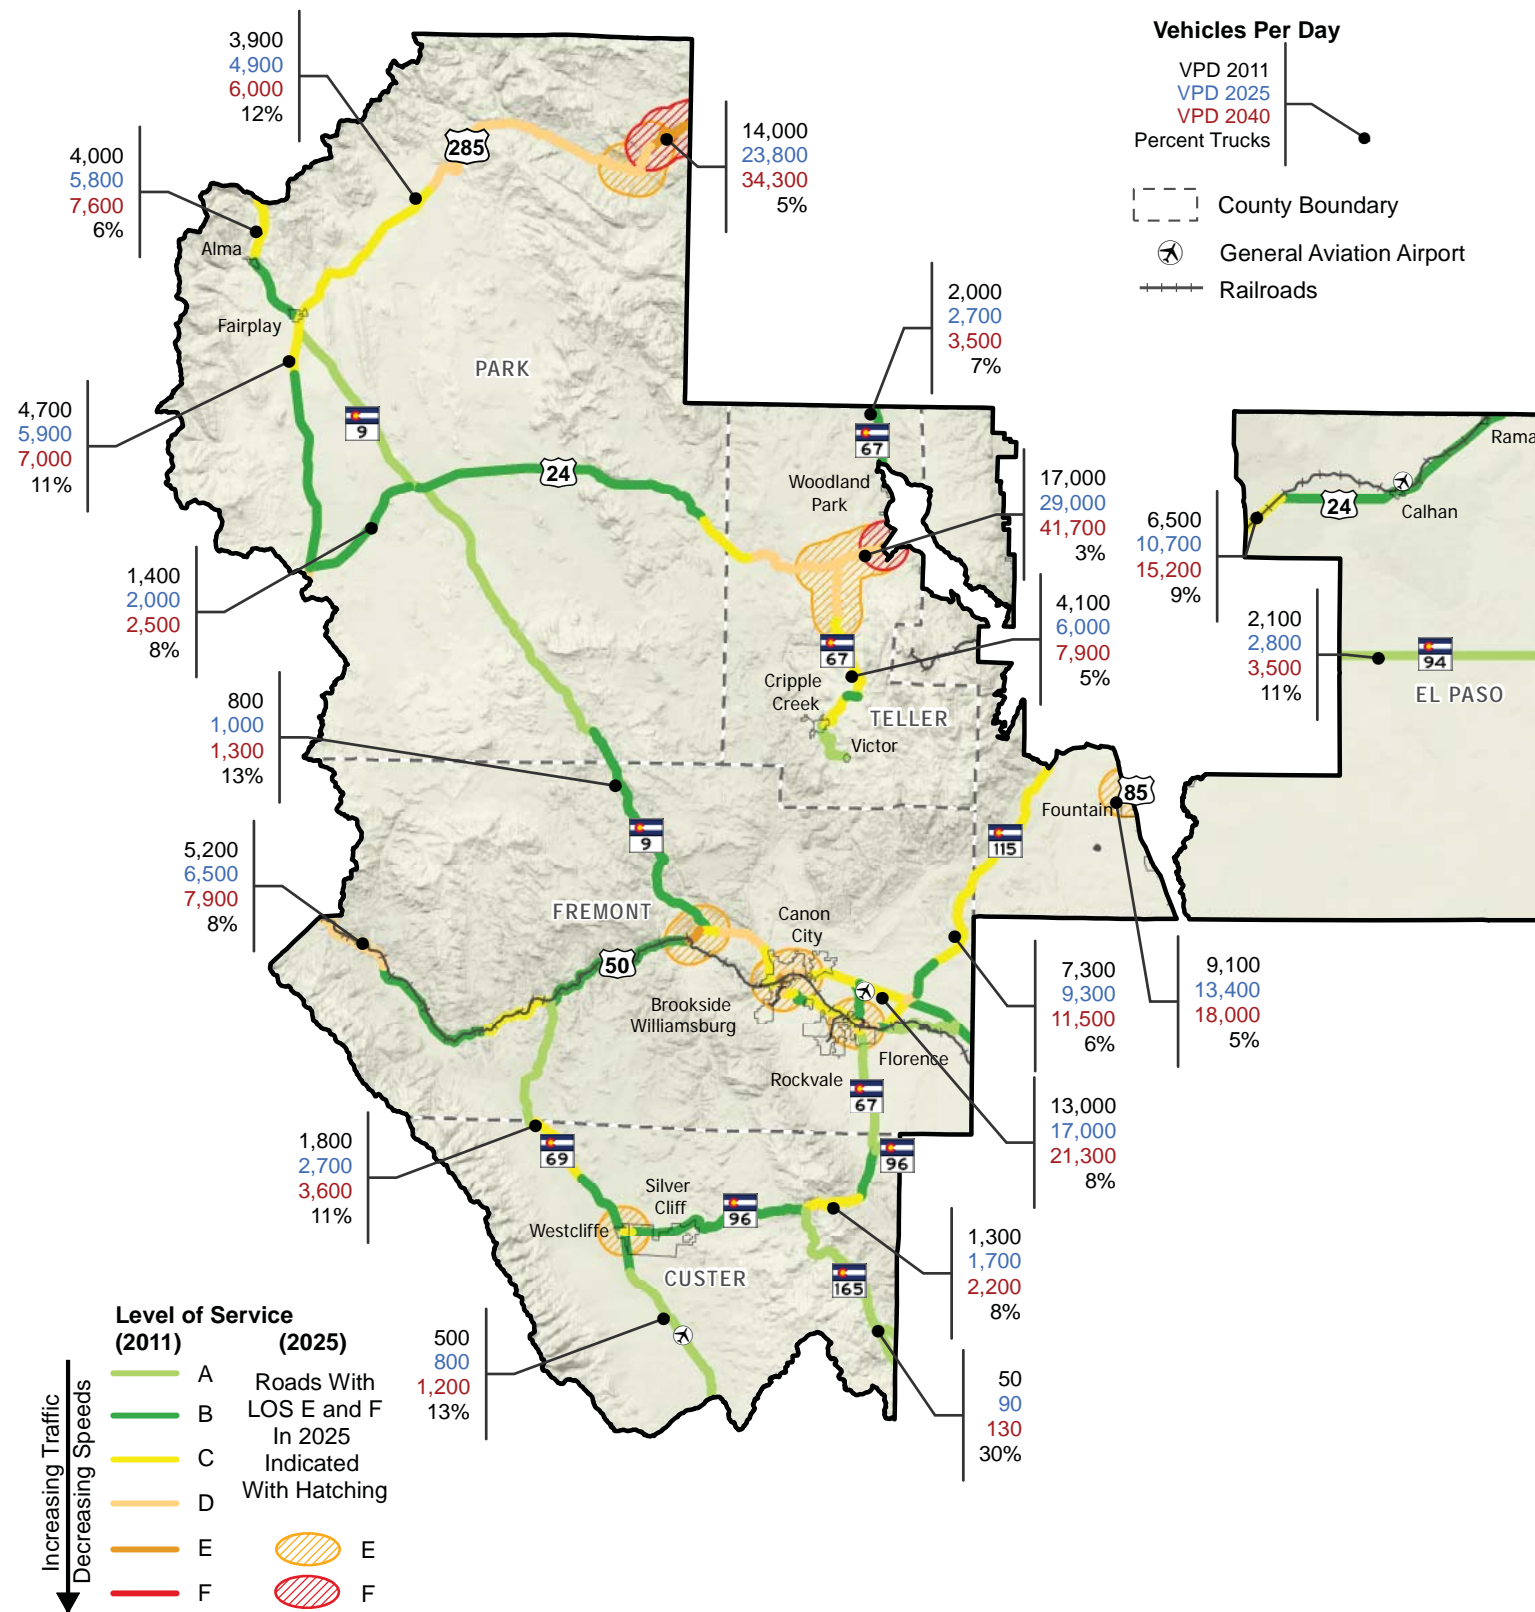 Vehicles Per Day
VPD 2011
VPD 2025
VPD 2040
Percent Trucks
County Boundary
General Aviation Airport
Railroads
3,900
4,900
6,000
12%
285
14,000
23,800
34,300
5%
4,000
5,800
7,600
6%
Alma
Fairplay
PARK
2,000
2,700
3,500
7%
4,700
5,900
7,000
11%
9
67
24
Woodland
Park
17,000
29,000
41,700
3%
Rama
24
Calhan
6,500
10,700
15,200
9%
1,400
2,000
2,500
8%
4,100
6,000
7,900
5%
67
Cripple
Creek
TELLER
Victor
2,100
2,800
3,500
11%
94
EL PASO
800
1,000
1,300
13%
85
Fountain
9
115
5,200
6,500
7,900
8%
FREMONT
Canon
City
50
Brookside
Williamsburg
Florence
Rockvale
67
7,300
9,300
11,500
6%
9,100
13,400
18,000
5%
13,000
17,000
21,300
8%
1,800
2,700
3,600
11%
69
96
Silver
Cliff
96
Westcliffe
CUSTER
165
1,300
1,700
2,200
8%
500
800
1,200
13%
50
90
130
30%
Level of Service
(2011)
(2025)
A
B
C
D
E
F
Roads With
LOS E and F
In 2025
Indicated
With Hatching
E
F
Increasing Traffic
Decreasing Speeds